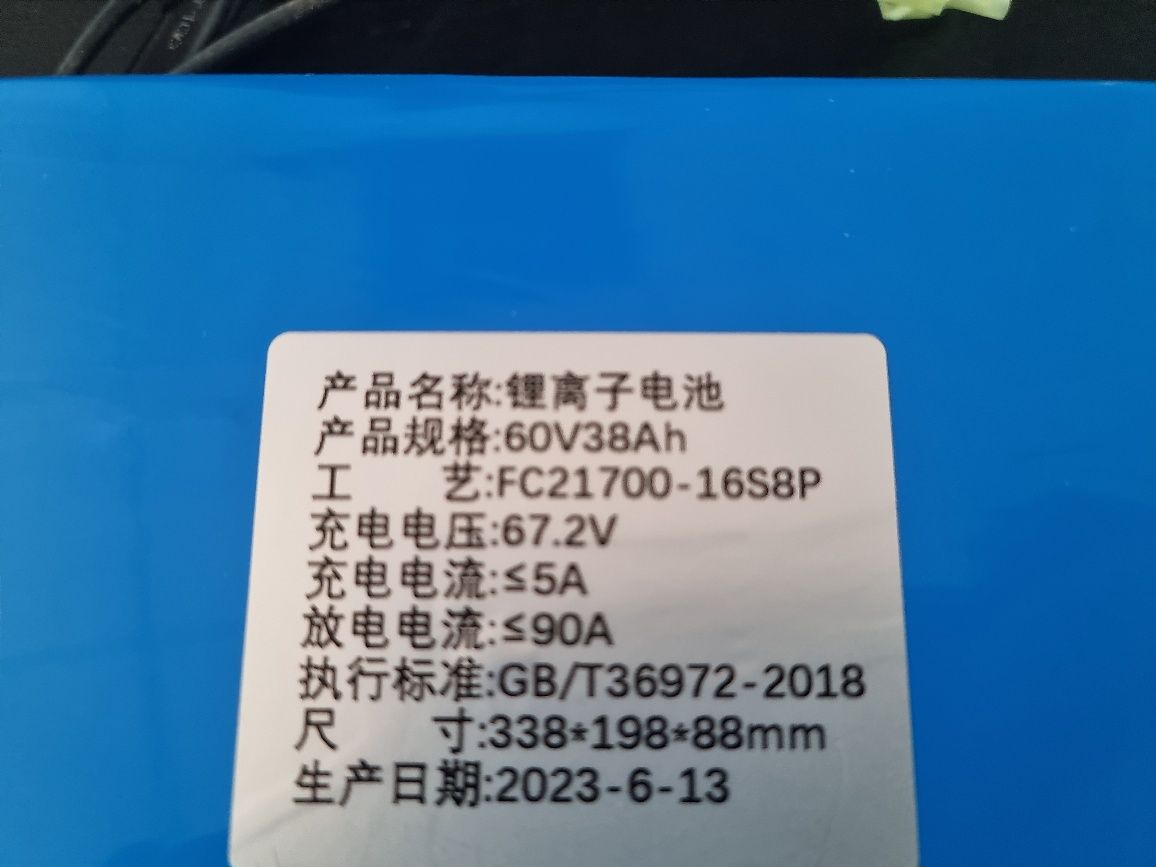 产品名称:锂离子电池
产品规格:60V38Ah
工 艺:FC21700-16S8P
充电电压:67.2V
充电电流:≤5A
放电电流:≤90A
执行标准:GB/T36972-2018
尺 寸:338*198*88mm
生产日期:2023-6-13